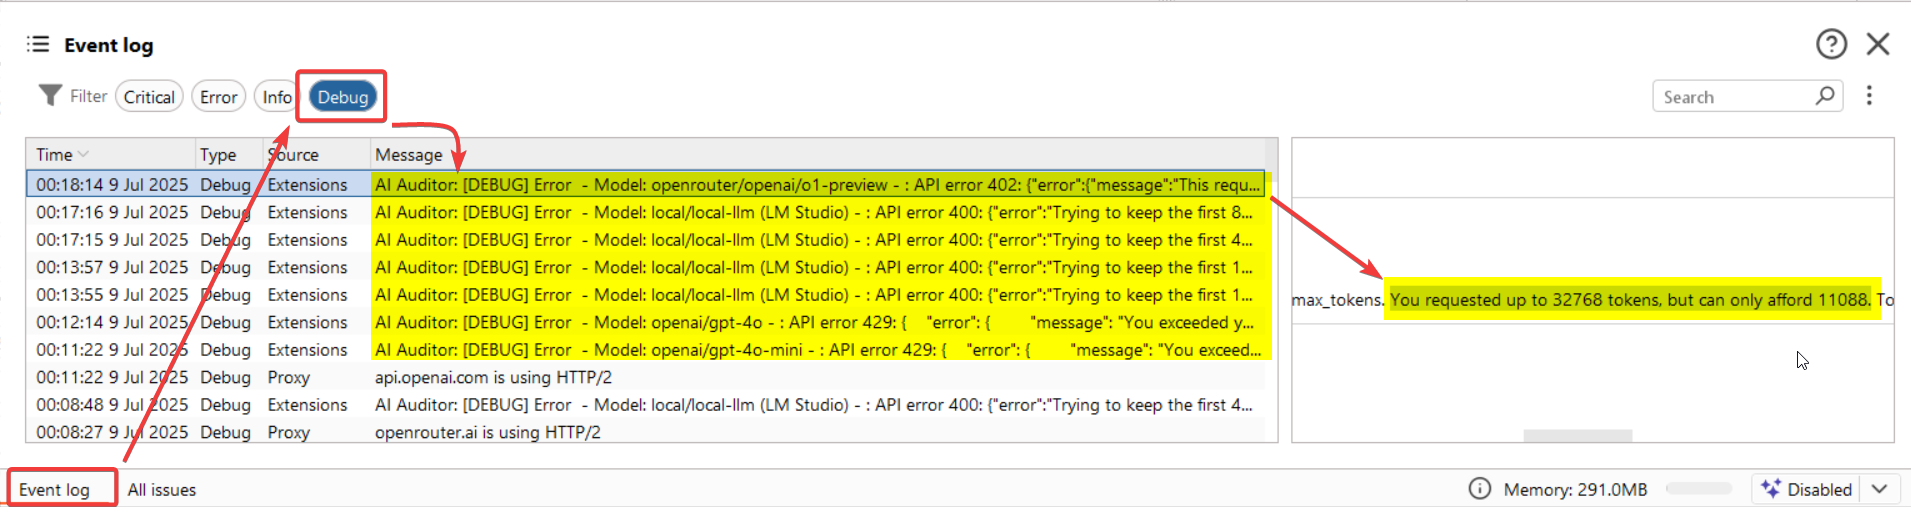 Event log
Filter Critical Error Info Debug Search
Time Type Source Message
00:18:14 9 Jul 2025 Debug Extensions AI Auditor: [DEBUG] Error - Model: openrouter/openai/o1-preview - : API error 402: {"error":{"message":"This requ...
00:17:16 9 Jul 2025 Debug Extensions AI Auditor: [DEBUG] Error - Model: local/local-llm (LM Studio) - : API error 400: {"error":"Trying to keep the first 8...
00:17:15 9 Jul 2025 Debug Extensions AI Auditor: [DEBUG] Error - Model: local/local-llm (LM Studio) - : API error 400: {"error":"Trying to keep the first 4...
00:13:57 9 Jul 2025 Debug Extensions AI Auditor: [DEBUG] Error - Model: local/local-llm (LM Studio) - : API error 400: {"error":"Trying to keep the first 1...
00:13:55 9 Jul 2025 Debug Extensions AI Auditor: [DEBUG] Error - Model: local/local-llm (LM Studio) - : API error 400: {"error":"Trying to keep the first 1...
00:12:14 9 Jul 2025 Debug Extensions AI Auditor: [DEBUG] Error - Model: openai/gpt-4o - : API error 429: { "error": { "message": "You exceeded y...
00:11:22 9 Jul 2025 Debug Extensions AI Auditor: [DEBUG] Error - Model: openai/gpt-4o-mini - : API error 429: { "error": { "message": "You exceed...
00:11:22 9 Jul 2025 Debug Proxy api.openai.com is using HTTP/2
00:08:48 9 Jul 2025 Debug Extensions AI Auditor: [DEBUG] Error - Model: local/local-llm (LM Studio) - : API error 400: {"error":"Trying to keep the first 4...
00:08:27 9 Jul 2025 Debug Proxy openrouter.ai is using HTTP/2
max_tokens. You requested up to 32768 tokens, but can only afford 11088. To
Event log All issues Memory: 291.0MB Disabled